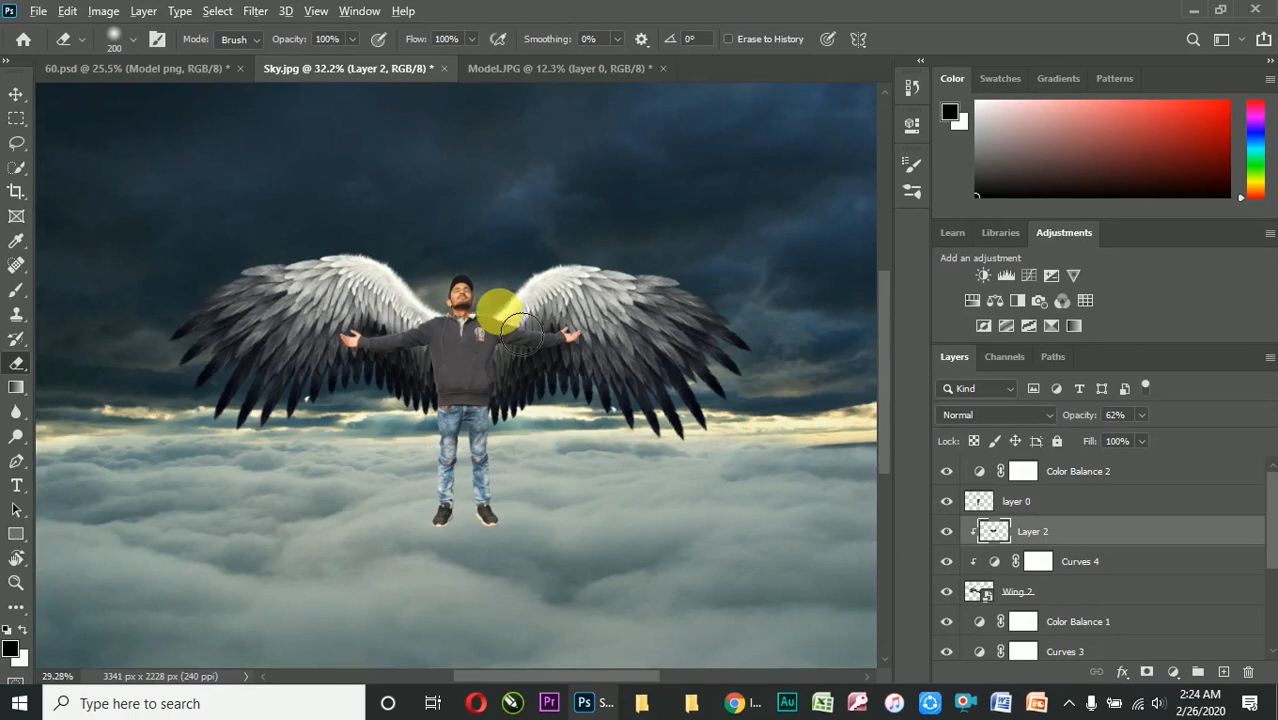 Ps File Edit Image Layer Type Select Filter 3D View Window Help
200 Mode: Brush Opacity: 100% Flow: 100% Smoothing: 0% 0° Erase to History
60.psd @ 25.5% (Model png, RGB/8) * × Sky.jpg @ 32.2% (Layer 2, RGB/8) * × Model.JPG @ 12.3% (layer 0, RGB/8) * ×
Color Swatches Gradients Patterns
Learn Libraries Adjustments
Add an adjustment
Layers Channels Paths
Kind
Normal Opacity: 62%
Lock: Fill: 100%
Color Balance 2
layer 0
Layer 2
Curves 4
Wing 2
Color Balance 1
Curves 3
29.28% 3341 px x 2228 px (240 ppi)
Type here to search
Ps S... I...
2:24 AM
2/26/2020